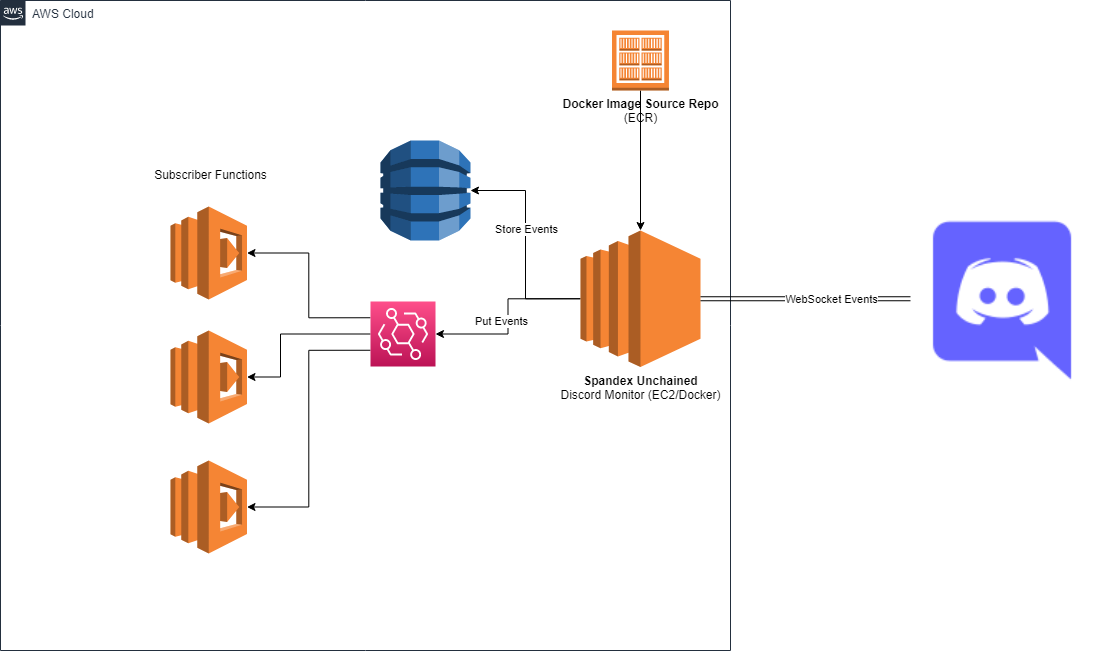 aws
AWS Cloud
Docker Image Source Repo
(ECR)
Subscriber Functions
Store Events
Put Events
WebSocket Events
Spandex Unchained
Discord Monitor (EC2/Docker)